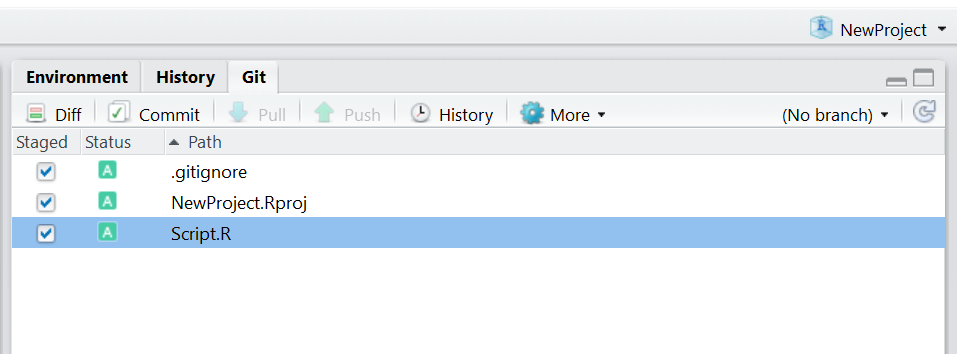 NewProject
Environment History Git
Diff Commit Pull Push History More (No branch)
Staged Status Path
A .gitignore
A NewProject.Rproj
A Script.R